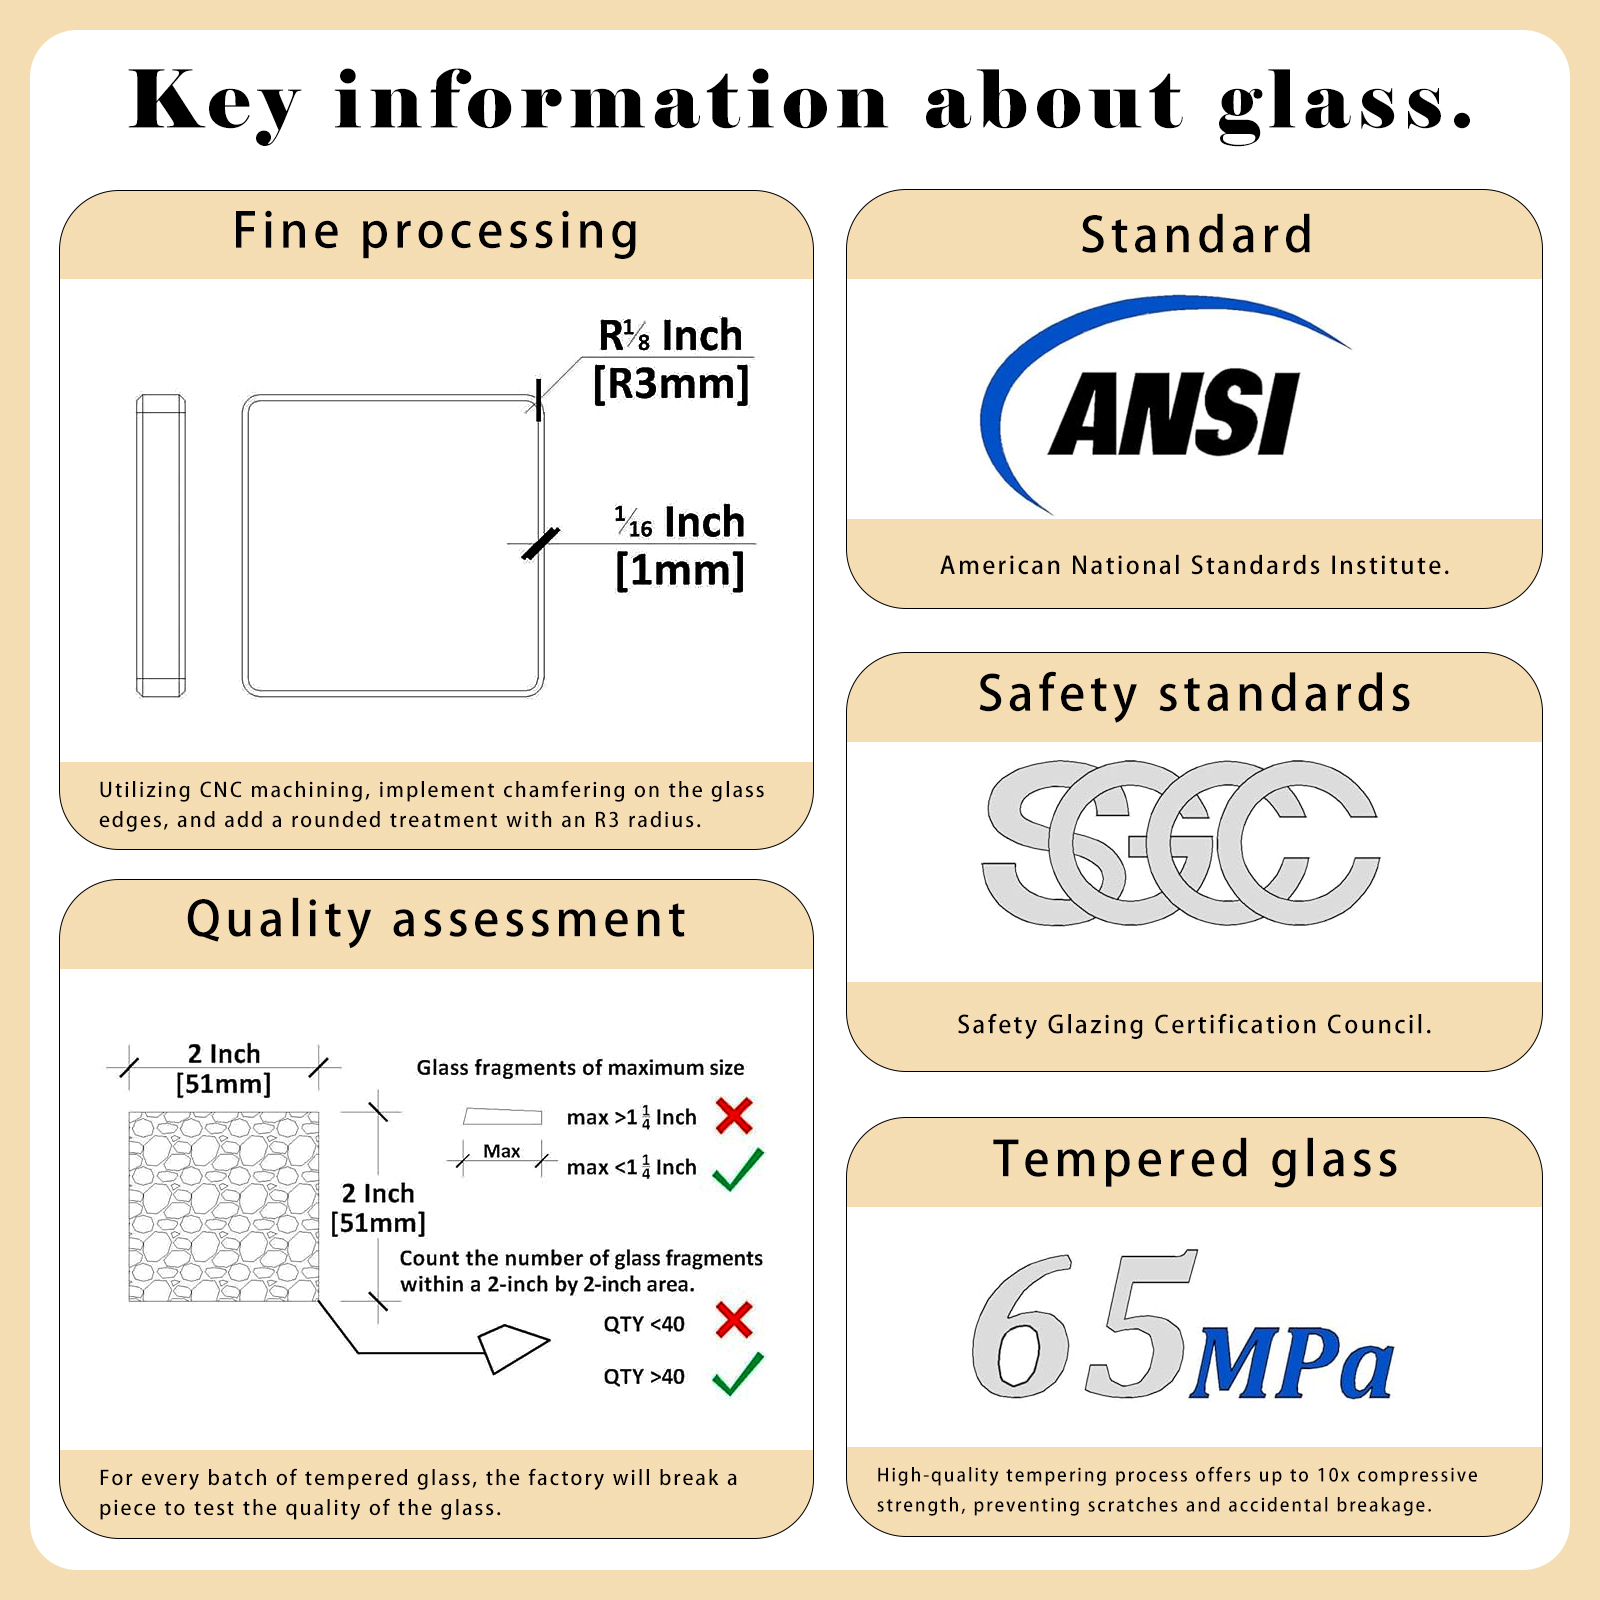 Key information about glass.
Fine processing
R1/8 Inch
[R3mm]
1/16 Inch
[1mm]
Utilizing CNC machining, implement chamfering on the glass
edges, and add a rounded treatment with an R3 radius.
Quality assessment
2 Inch
[51mm]
2 Inch
[51mm]
Glass fragments of maximum size
max >1 1/4 Inch
Max
max <1 1/4 Inch
Count the number of glass fragments
within a 2-inch by 2-inch area.
QTY <40
QTY >40
For every batch of tempered glass, the factory will break a
piece to test the quality of the glass.
Standard
ANSI
American National Standards Institute.
Safety standards
SGCC
Safety Glazing Certification Council.
Tempered glass
65MPa
High-quality tempering process offers up to 10x compressive
strength, preventing scratches and accidental breakage.